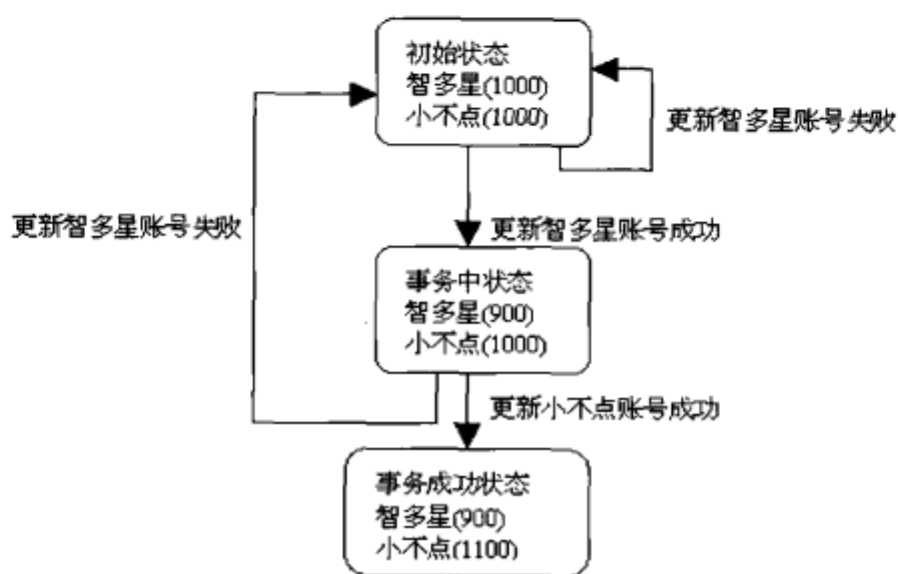 初始状态
智多星(1000)
小不点(1000)
更新智多星账号失败
更新智多星账号失败
更新智多星账号成功
事务中状态
智多星(900)
小不点(1000)
更新小不点账号成功
事务成功状态
智多星(900)
小不点(1100)